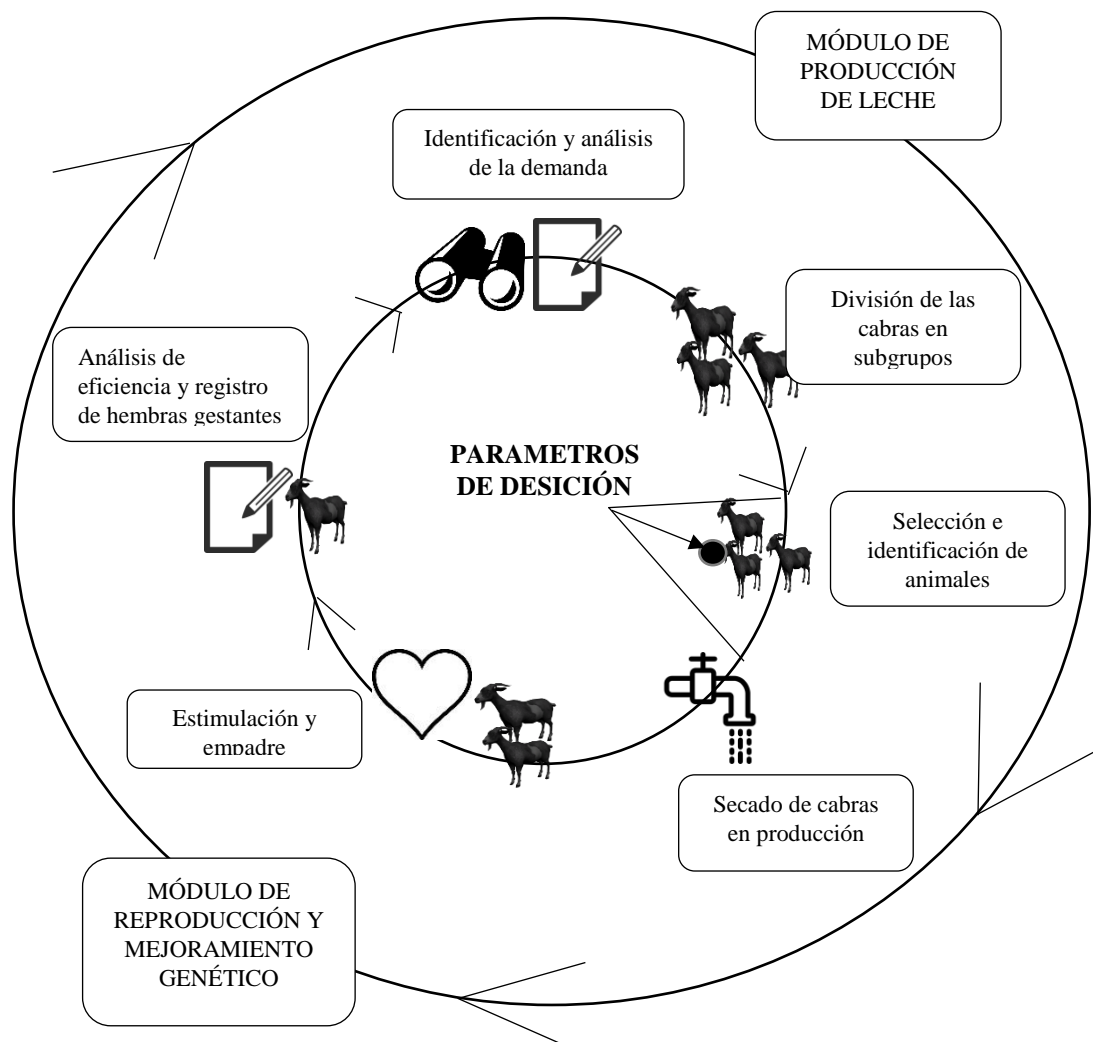 MÓDULO DE
PRODUCCIÓN
DE LECHE
Identificación y análisis
de la demanda
División de las
cabras en
subgrupos
Análisis de
eficiencia y registro
de hembras gestantes
PARAMETROS
DE DESICIÓN
Selección e
identificación de
animales
Estimulación y
empadre
Secado de cabras
en producción
MÓDULO DE
REPRODUCCIÓN Y
MEJORAMIENTO
GENÉTICO